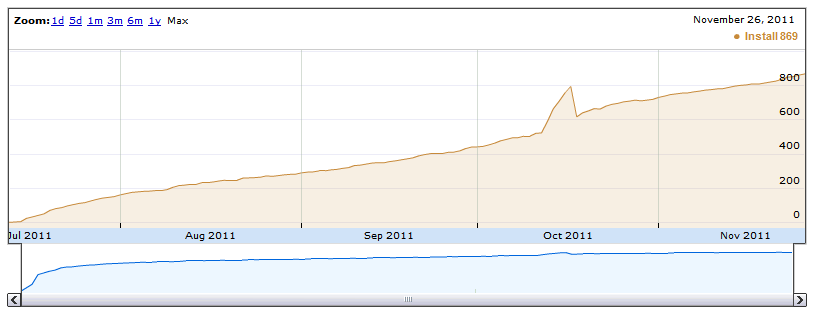 Zoom: 1d 5d 1m 3m 6m 1y Max
November 26, 2011
Install 869
800
600
400
200
0
Jul 2011 Aug 2011 Sep 2011 Oct 2011 Nov 2011